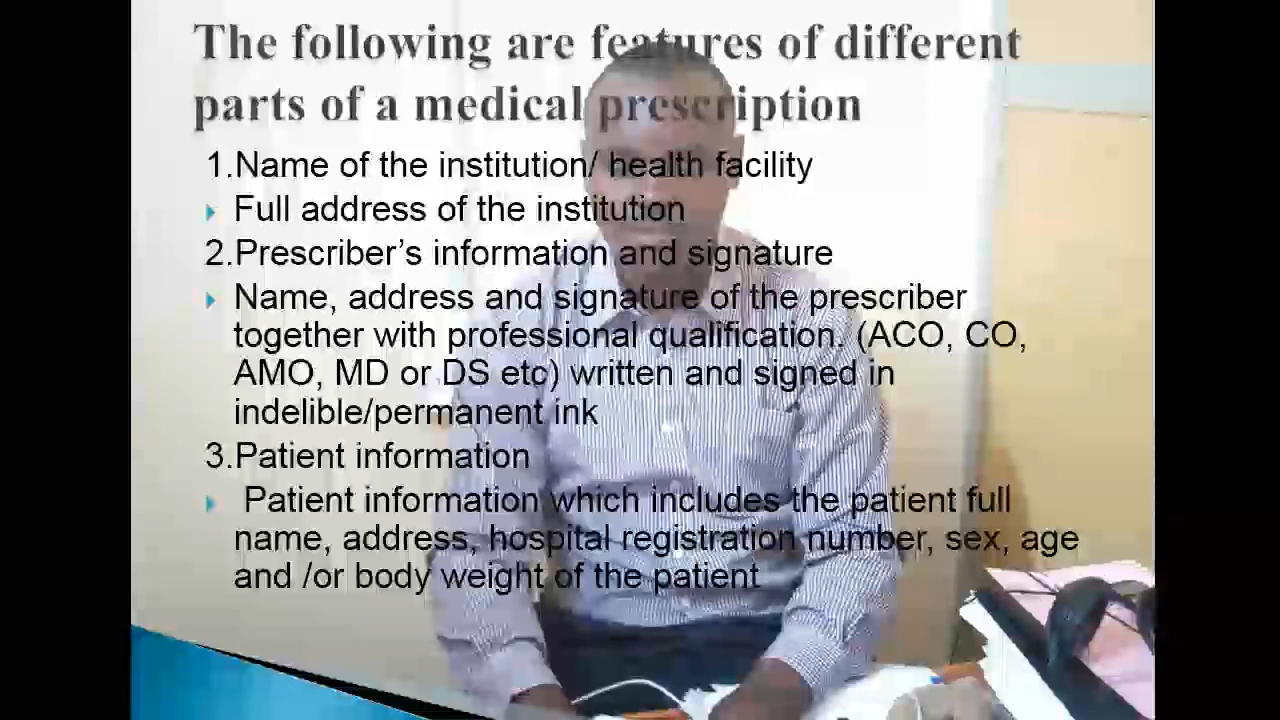 The following are features of different
parts of a medical prescription
1.Name of the institution/ health facility
Full address of the institution
2.Prescriber’s information and signature
Name, address and signature of the prescriber
together with professional qualification. (ACO, CO,
AMO, MD or DS etc) written and signed in
indelible/permanent ink
3.Patient information
Patient information which includes the patient full
name, address, hospital registration number, sex, age
and /or body weight of the patient